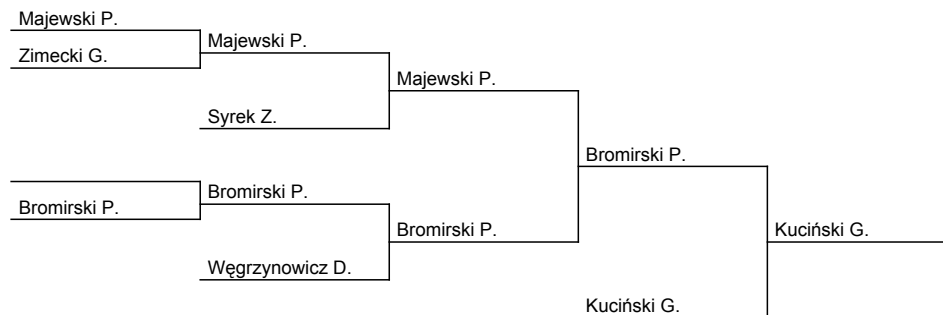 Majewski P.
Zimecki G.
Majewski P.
Majewski P.
Syrek Z.
Bromirski P.
Bromirski P.
Bromirski P.
Bromirski P.
Kuciński G.
Węgrzynowicz D.
Kuciński G.